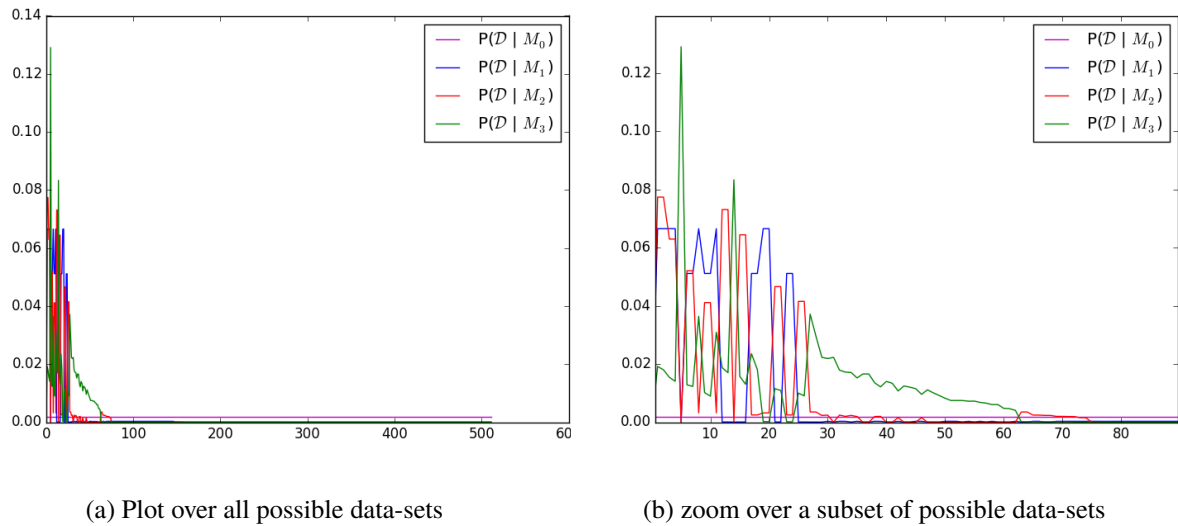 0.14
0.12
0.10
0.08
0.06
0.04
0.02
0.00
0 100 200 300 400 500 60
P(𝒟 | M₀)
P(𝒟 | M₁)
P(𝒟 | M₂)
P(𝒟 | M₃)
(a) Plot over all possible data-sets
0.12
0.10
0.08
0.06
0.04
0.02
0.00
10 20 30 40 50 60 70 80
P(𝒟 | M₀)
P(𝒟 | M₁)
P(𝒟 | M₂)
P(𝒟 | M₃)
(b) zoom over a subset of possible data-sets